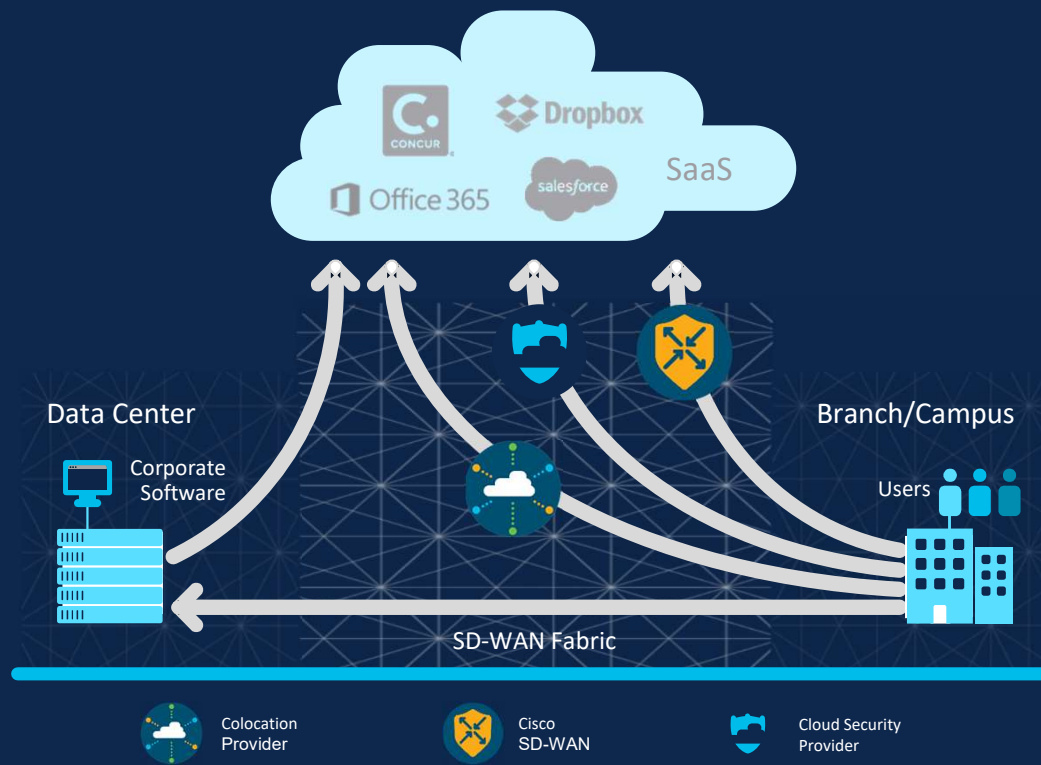 C.
CONCUR
Dropbox
Office 365
salesforce
SaaS
Data Center
Corporate
Software
Branch/Campus
Users
SD-WAN Fabric
Colocation
Provider
Cisco
SD-WAN
Cloud Security
Provider